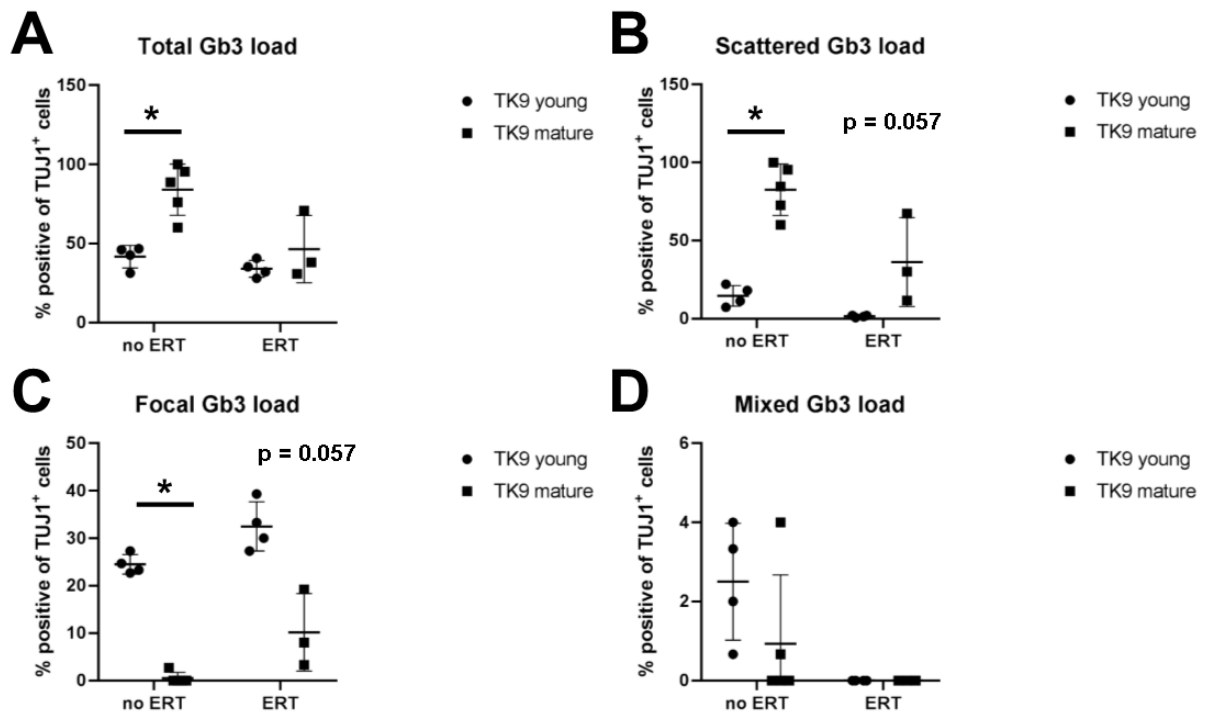 A
Total Gb3 load
% positive of TUJ1+ cells
150
100
50
0
*
no ERT
ERT
TK9 young
TK9 mature
B
Scattered Gb3 load
% positive of TUJ1+ cells
150
100
50
0
*
p = 0.057
no ERT
ERT
TK9 young
TK9 mature
C
Focal Gb3 load
% positive of TUJ1+ cells
50
40
30
20
10
0
*
p = 0.057
no ERT
ERT
TK9 young
TK9 mature
D
Mixed Gb3 load
% positive of TUJ1+ cells
6
4
2
0
no ERT
ERT
TK9 young
TK9 mature